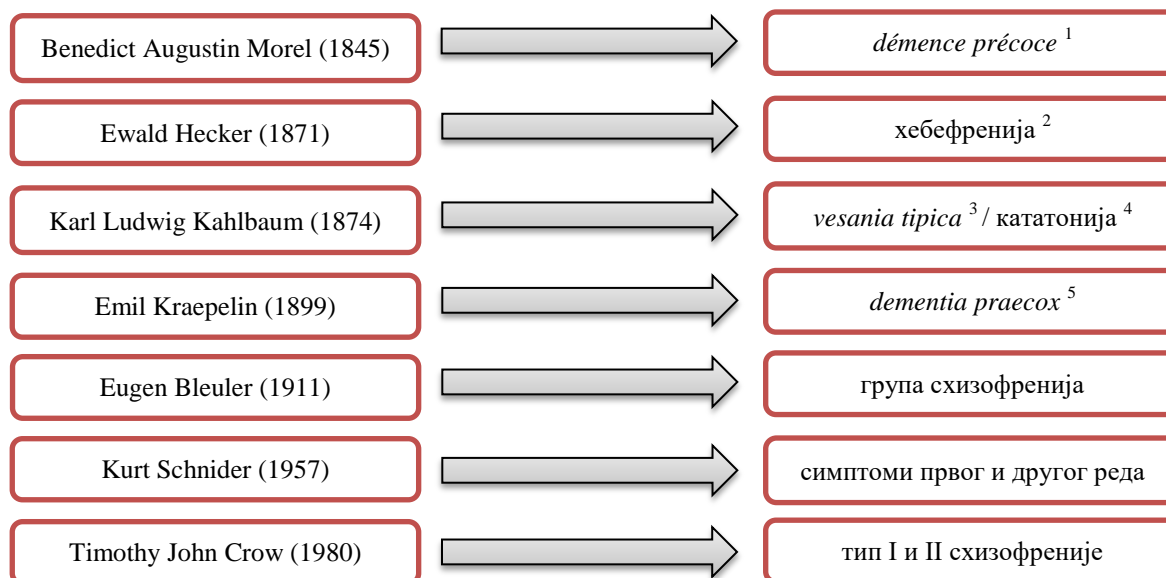 Benedict Augustin Morel (1845)
démence précoce 1
Ewald Hecker (1871)
хебефренија 2
Karl Ludwig Kahlbaum (1874)
vesania tipica 3 / кататонија 4
Emil Kraepelin (1899)
dementia praecox 5
Eugen Bleuler (1911)
група схизофренија
Kurt Schnider (1957)
симптоми првог и другог реда
Timothy John Crow (1980)
тип I и II схизофреније